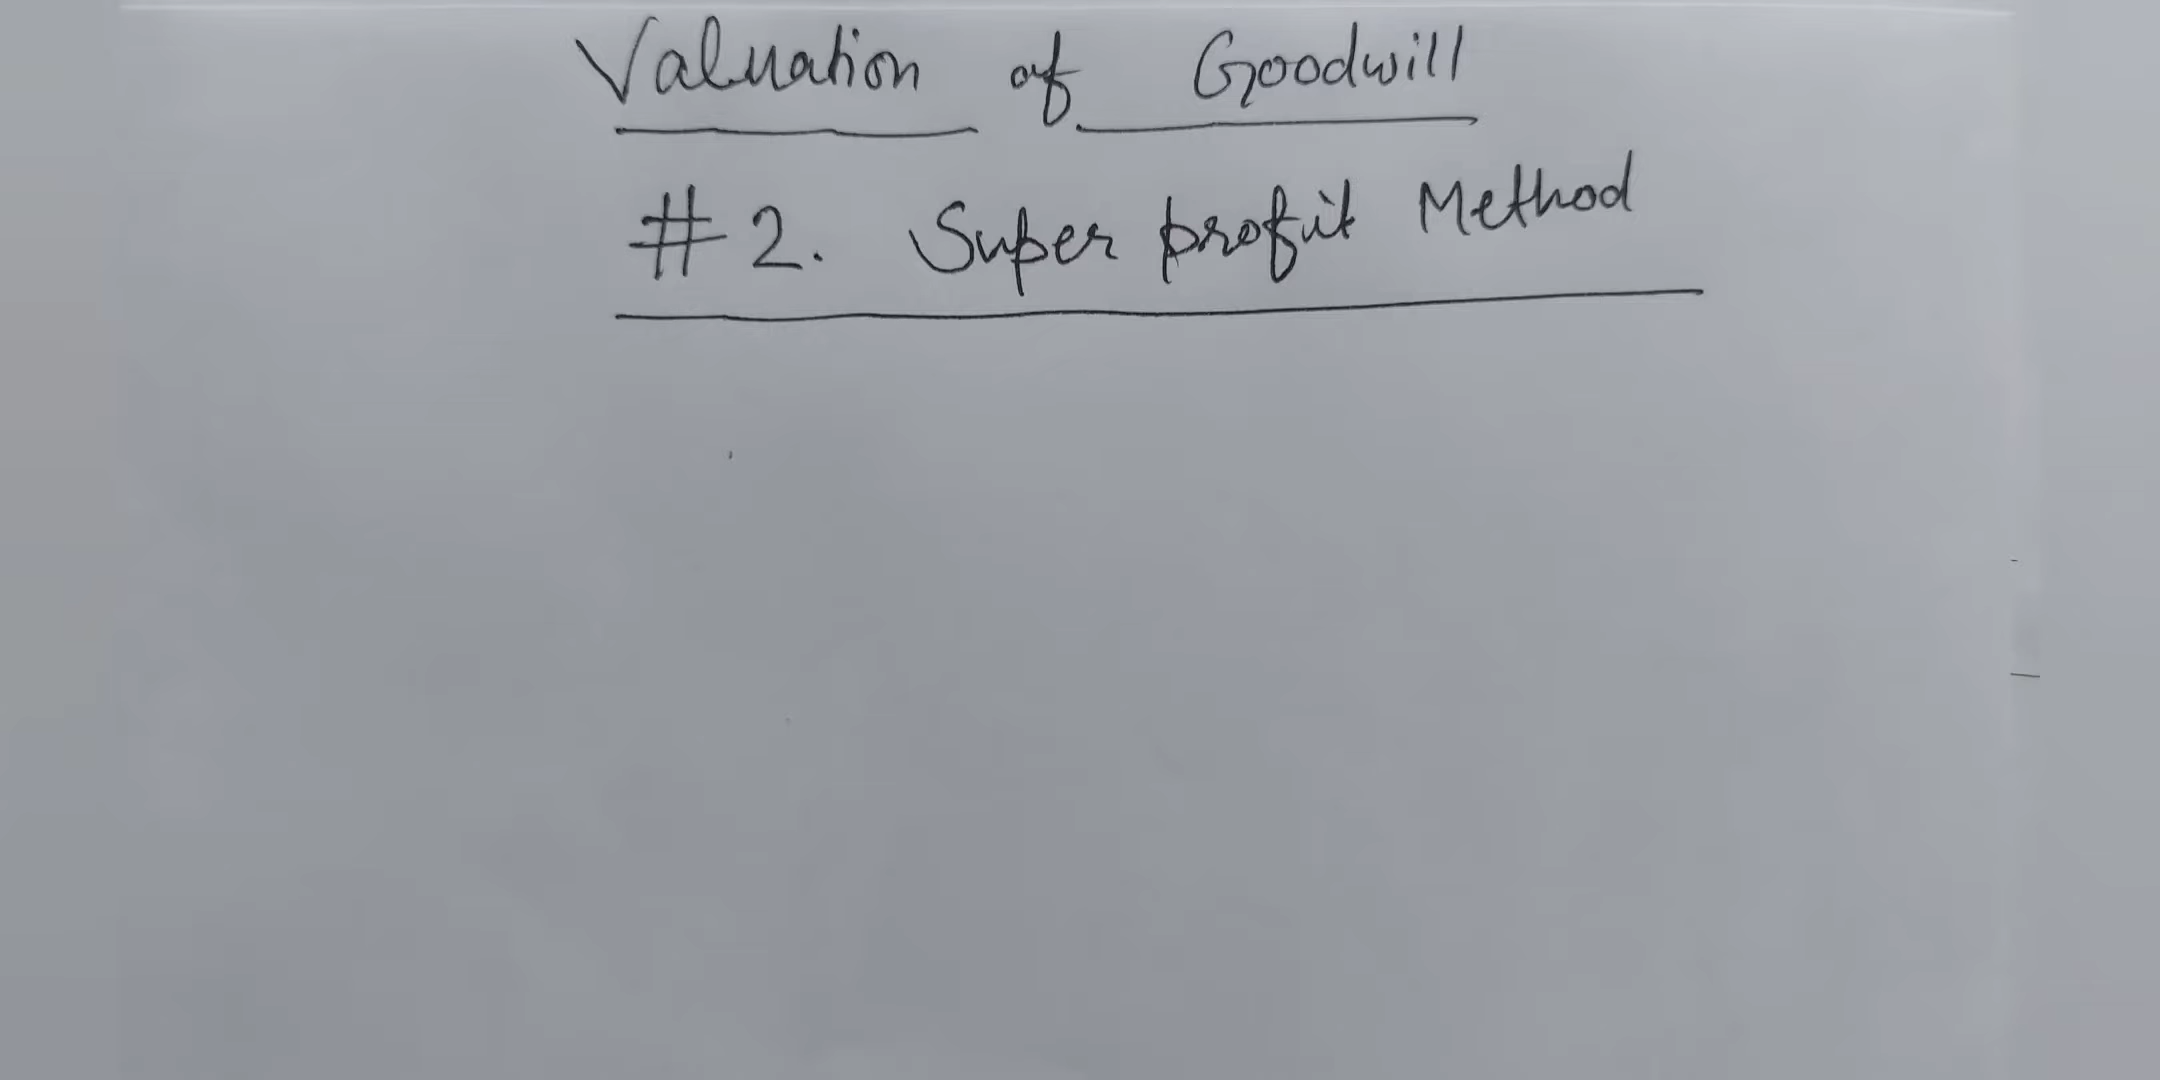 Valuation of Goodwill
# 2. Super profit Method